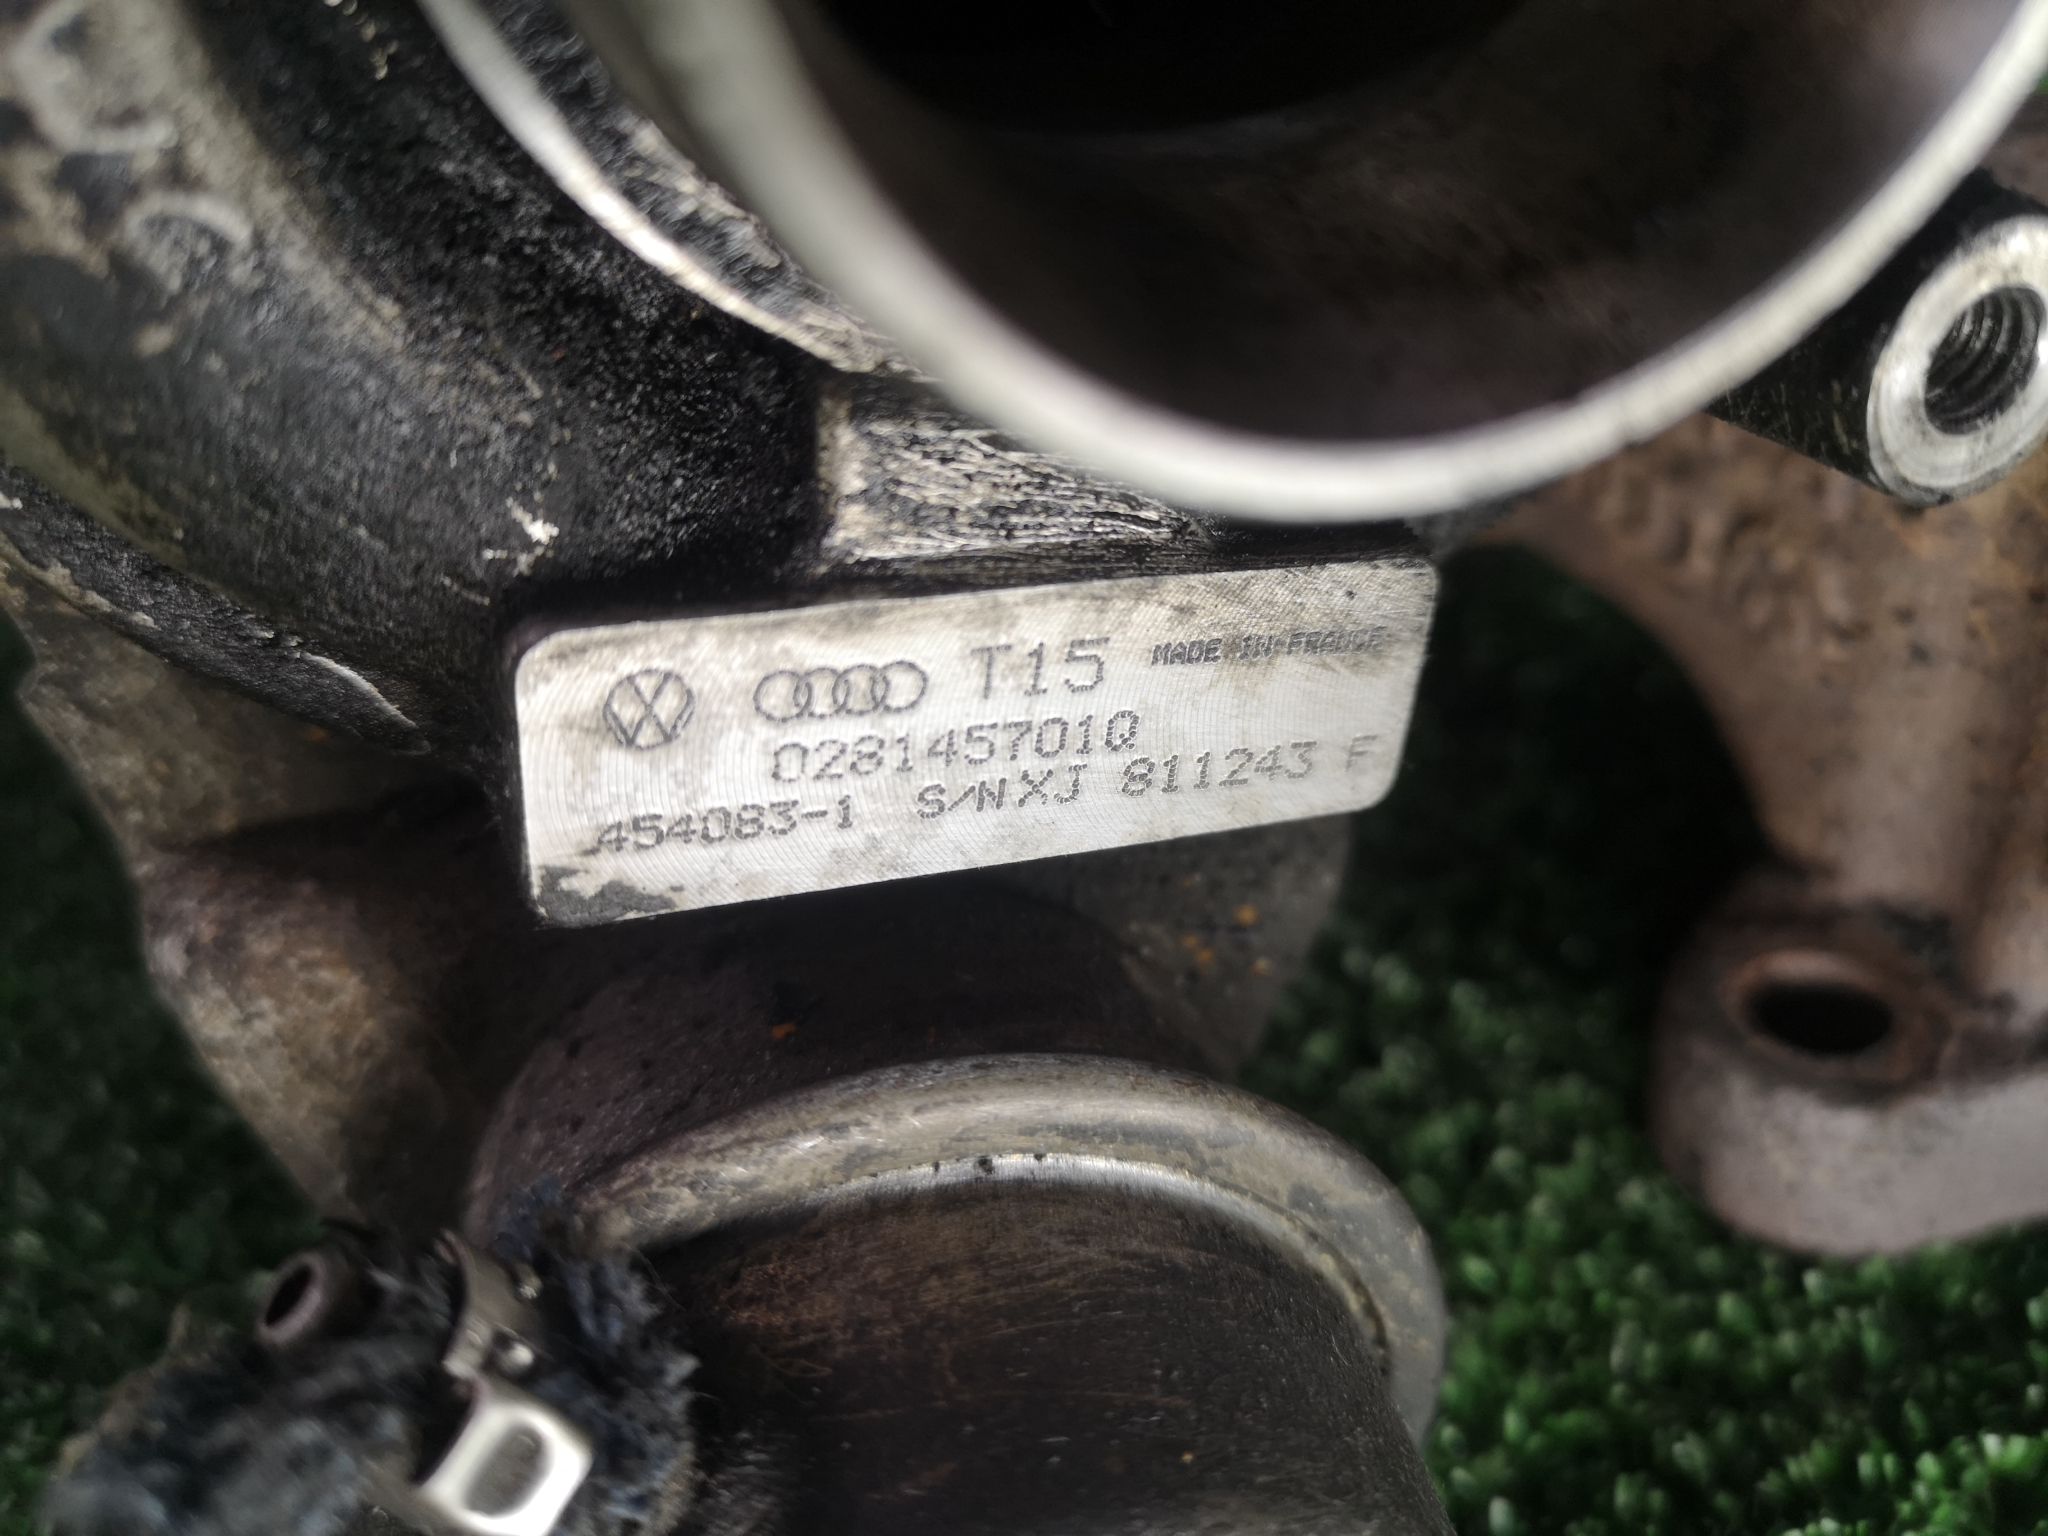 T15 MADE IN FRANCE
028145701Q
454083-1 S/N XJ 811243 F